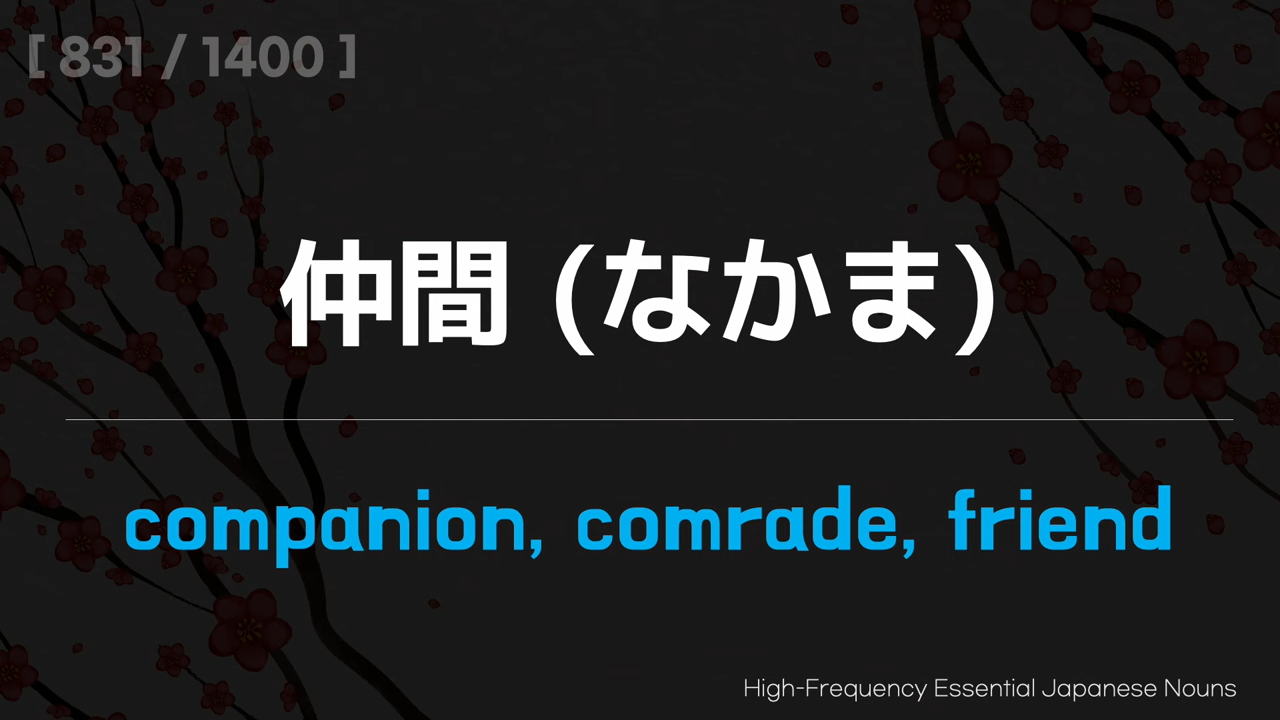 [ 831 / 1400 ]
仲間 (なかま)
companion, comrade, friend
High-Frequency Essential Japanese Nouns